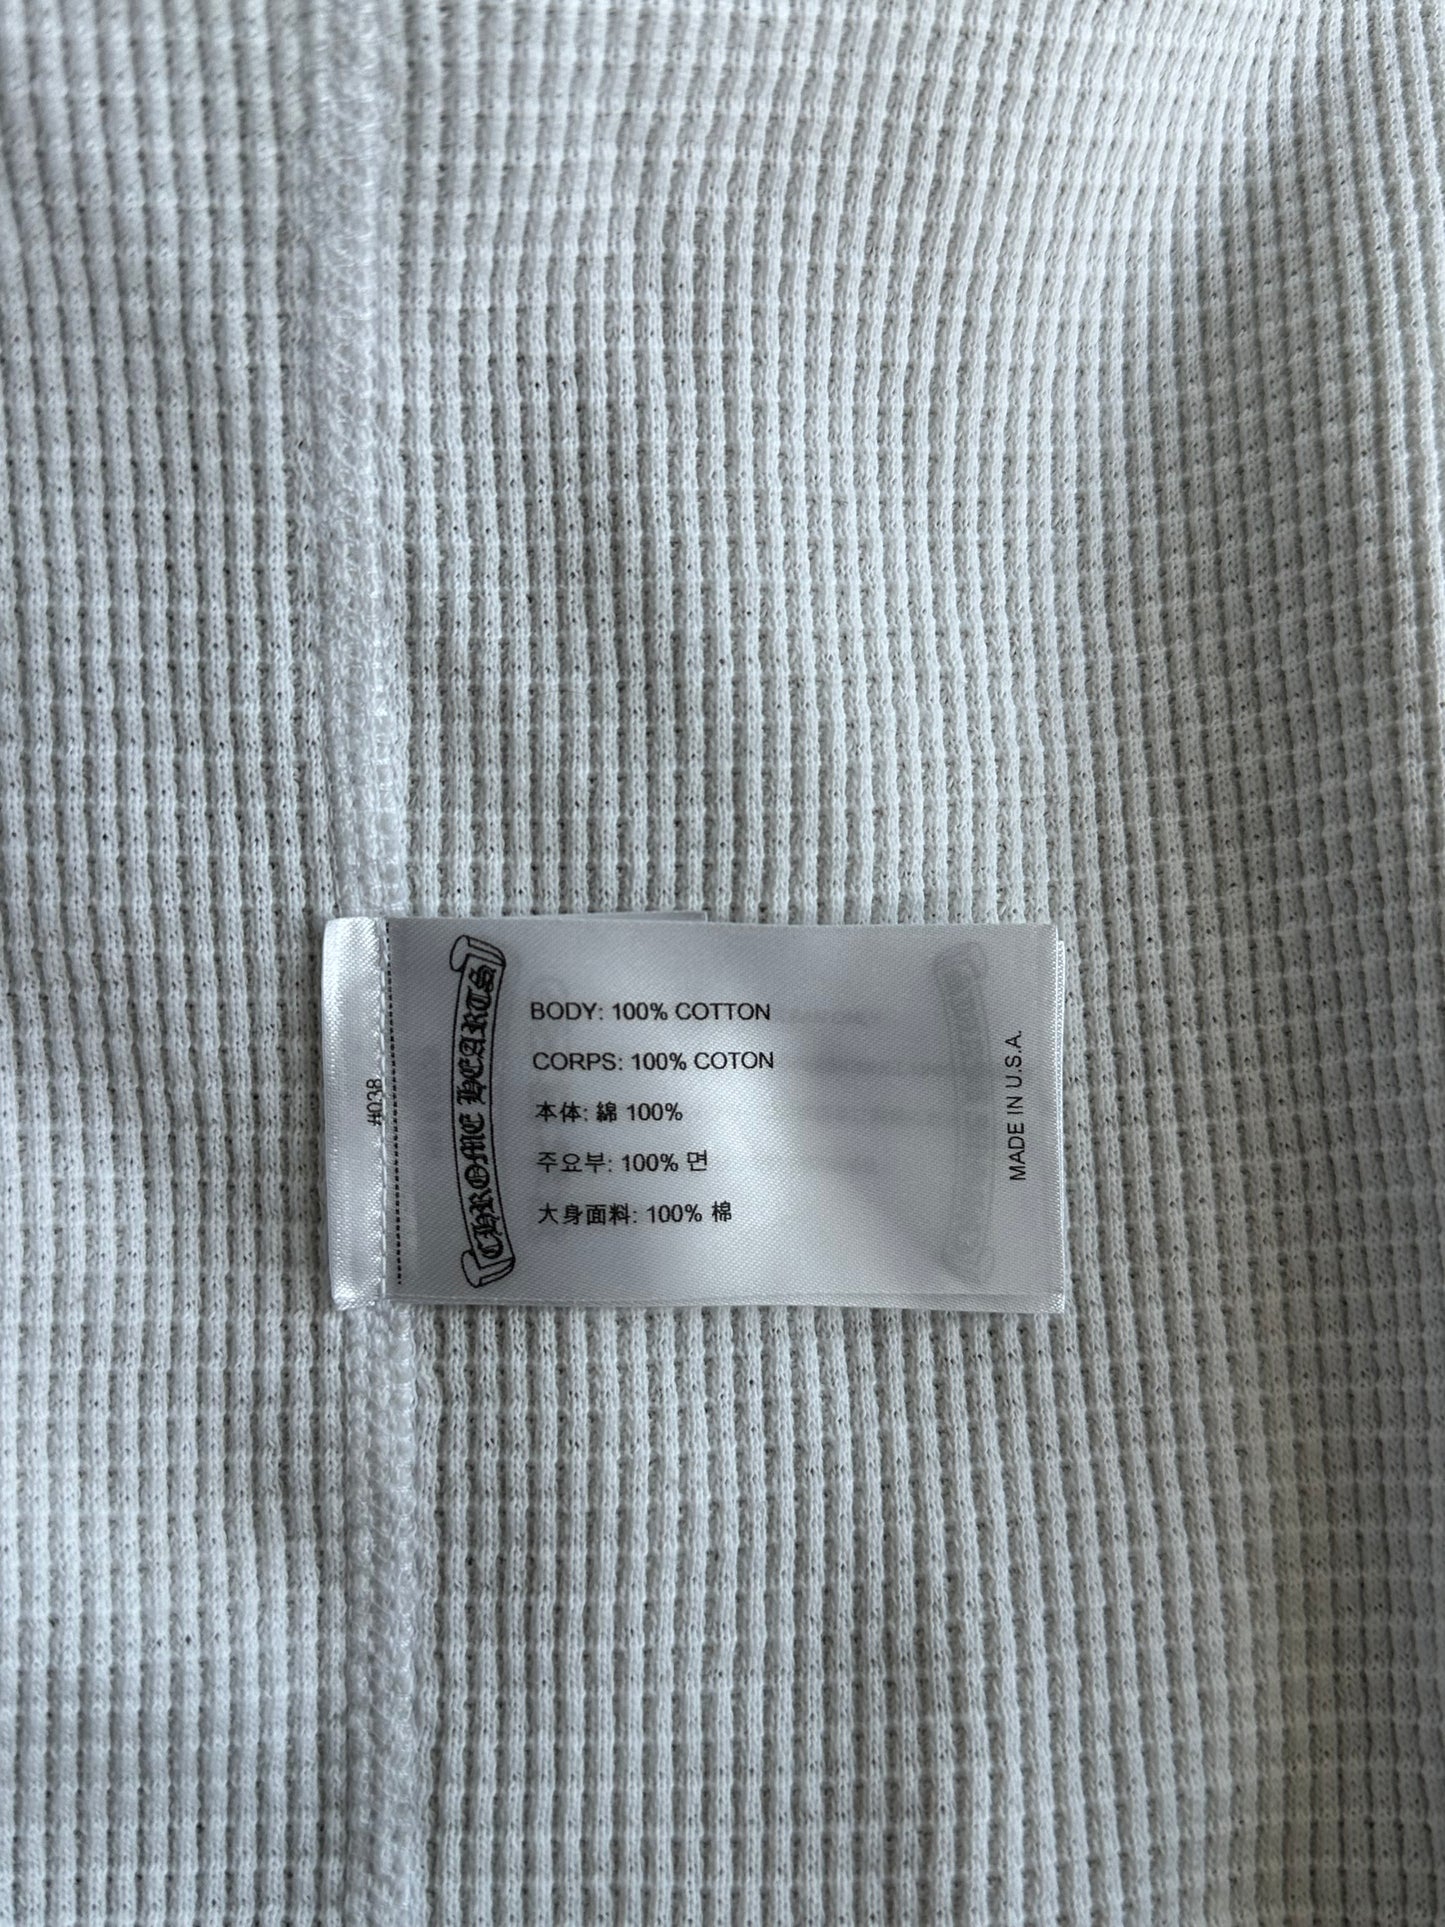 #038
CHROME HEARTS
BODY: 100% COTTON
CORPS: 100% COTON
本体: 綿 100%
주요부: 100% 면
大身面料: 100% 棉
MADE IN U.S.A.